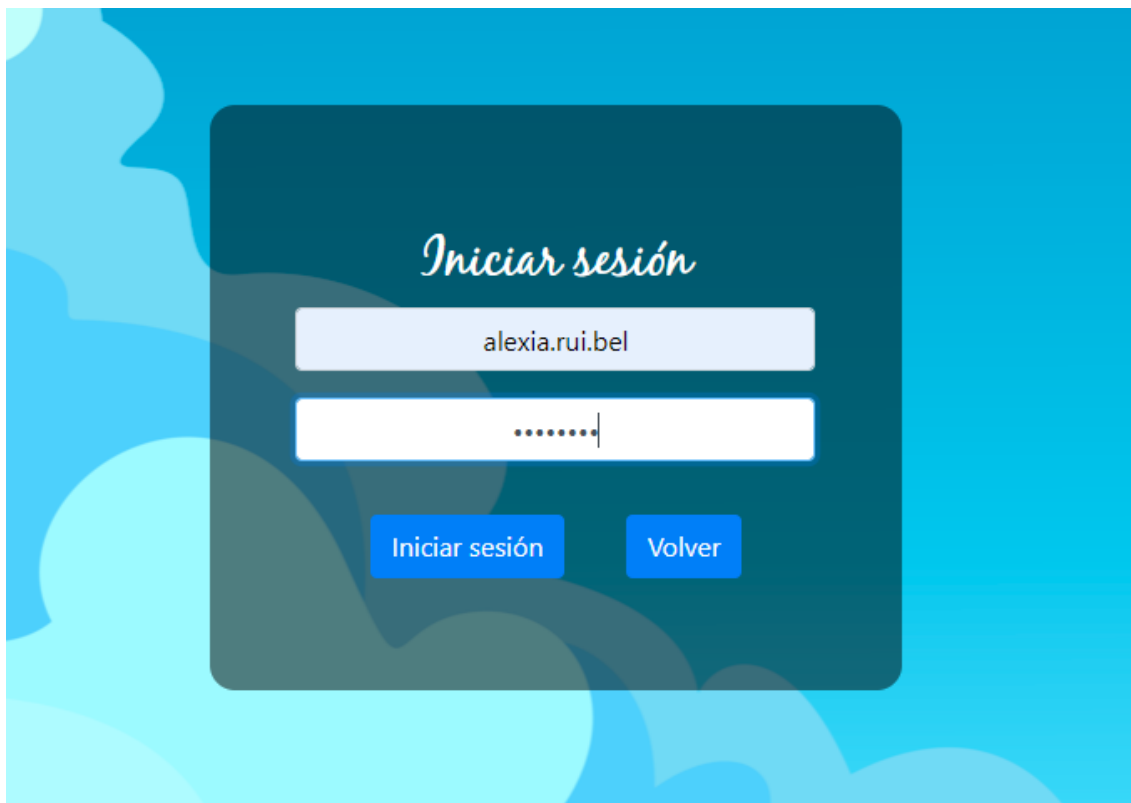 Iniciar sesión
alexia.rui.bel
••••••••
Iniciar sesión Volver